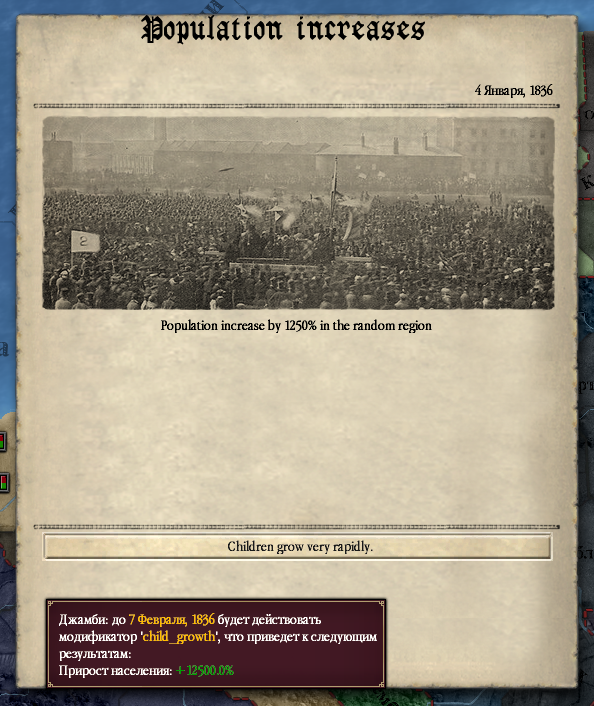 Population increases
4 Января, 1836
2
Population increase by 1250% in the random region
Children grow very rapidly.
Джамби: до 7 Февраля, 1836 будет действовать
модификатор 'child_growth', что приведет к следующим
результатам:
Прирост населения: +12500.0%